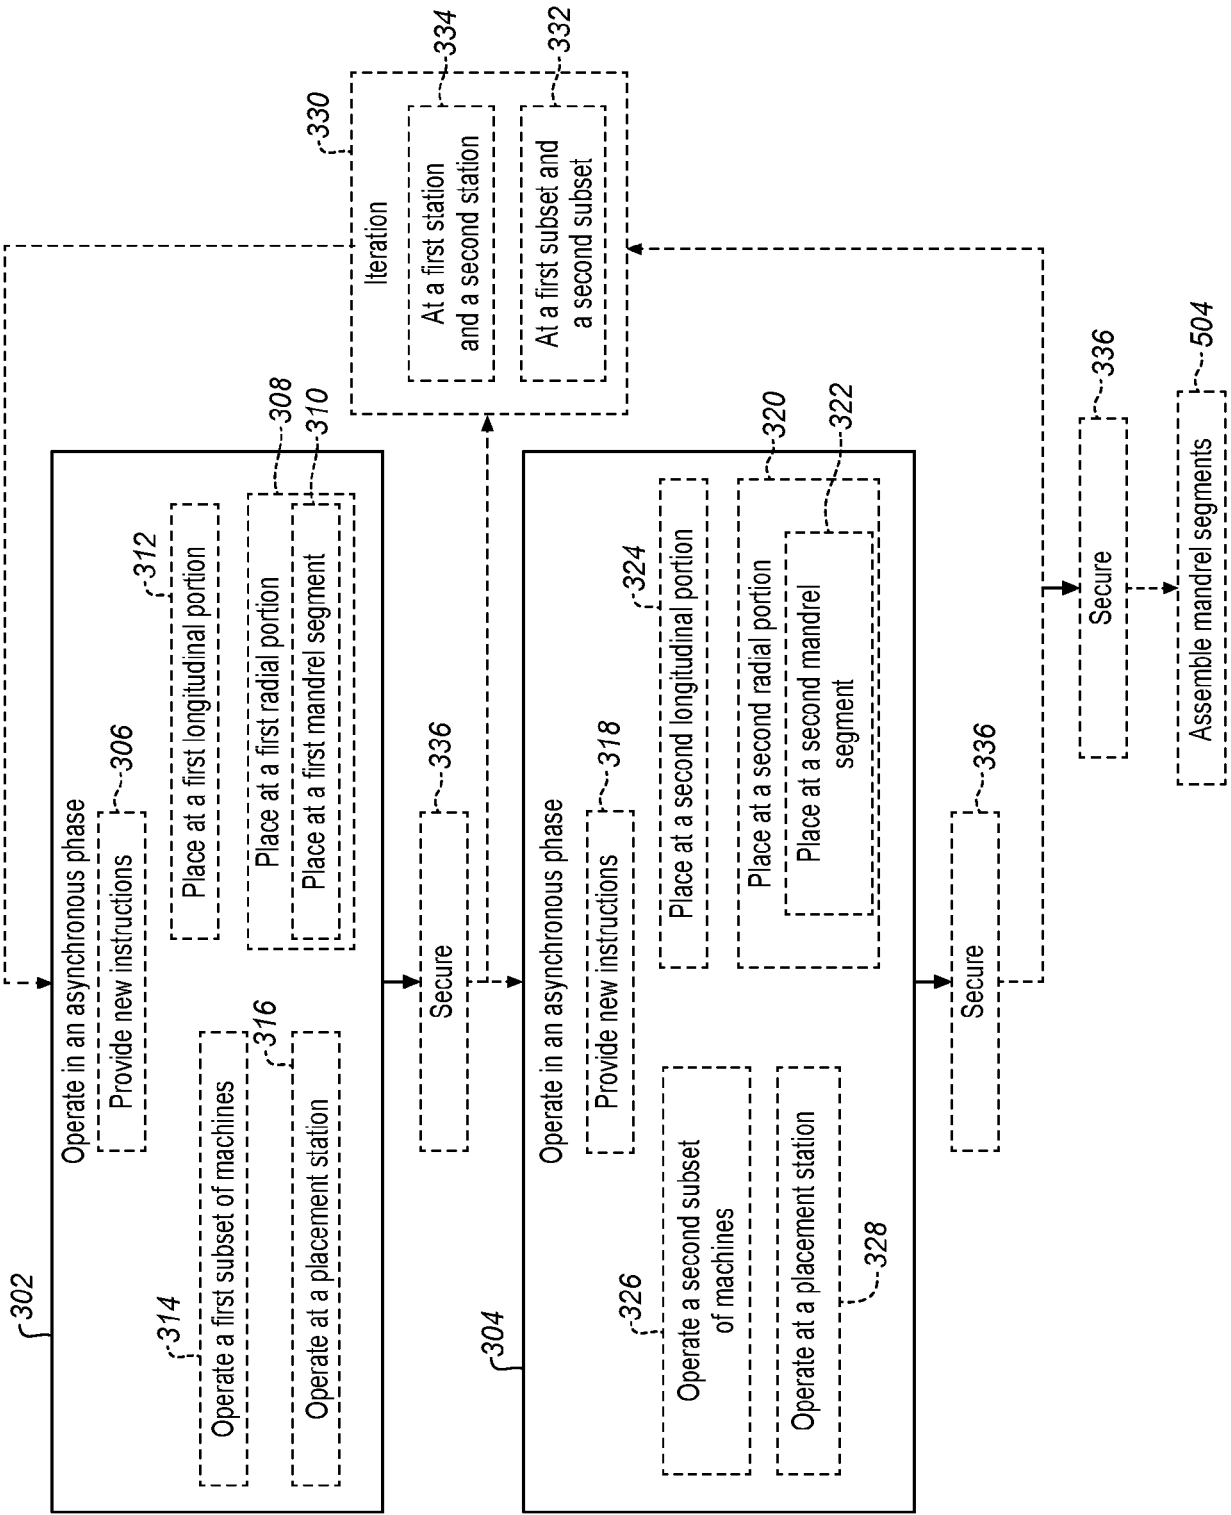 302
Operate in an asynchronous phase
Provide new instructions
306
314
Operate a first subset of machines
316
Operate at a placement station
312
Place at a first longitudinal portion
308
Place at a first radial portion
310
Place at a first mandrel segment
Secure
336
304
Operate in an asynchronous phase
Provide new instructions
318
326
Operate a second subset
of machines
Operate at a placement station
328
324
Place at a second longitudinal portion
320
Place at a second radial portion
322
Place at a second mandrel
segment
Secure
336
330
Iteration
334
At a first station
and a second station
332
At a first subset and
a second subset
Secure
336
Assemble mandrel segments
504